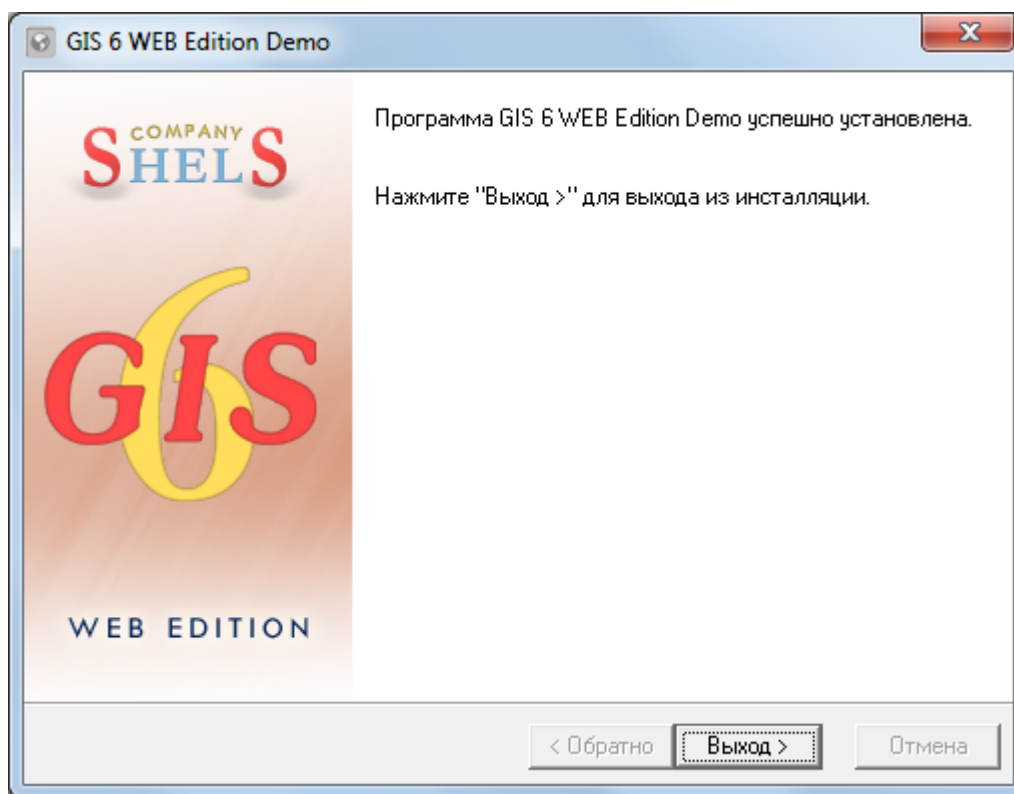 GIS 6 WEB Edition Demo
COMPANY
SHELS
GIS
6
WEB EDITION
Программа GIS 6 WEB Edition Demo успешно установлена.
Нажмите "Выход >" для выхода из инсталляции.
< Обратно
Выход >
Отмена